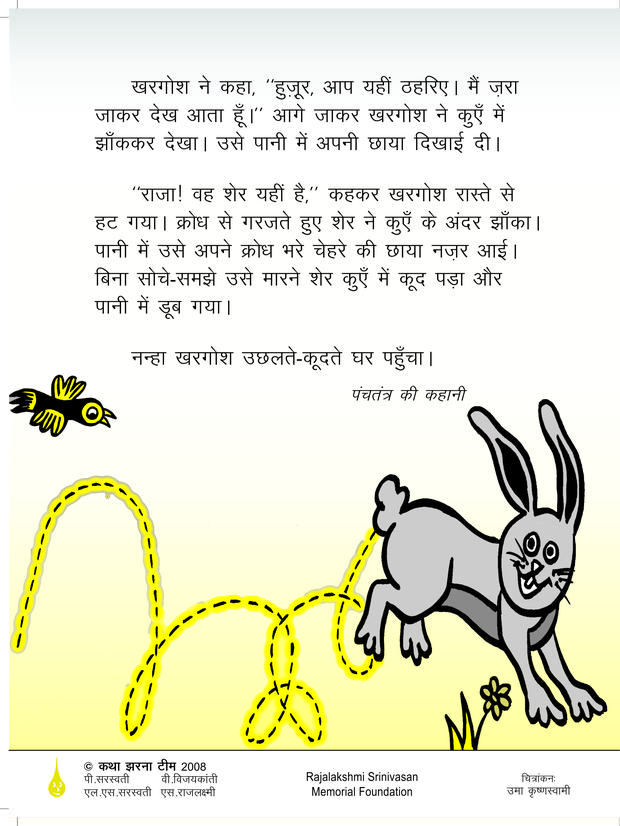 खरगोश ने कहा, ‘‘हुज़ूर, आप यहीं ठहरिए। मैं ज़रा
जाकर देख आता हूँ।’’ आगे जाकर खरगोश ने कुएँ में
झाँककर देखा। उसे पानी में अपनी छाया दिखाई दी।
‘‘राजा! वह शेर यहीं है,’’ कहकर खरगोश रास्ते से
हट गया। क्रोध से गरजते हुए शेर ने कुएँ के अंदर झाँका।
पानी में उसे अपने क्रोध भरे चेहरे की छाया नज़र आई।
बिना सोचे-समझे उसे मारने शेर कुएँ में कूद पड़ा और
पानी में डूब गया।
नन्हा खरगोश उछलते-कूदते घर पहुँचा।
पंचतंत्र की कहानी
© कथा झरना टीम 2008
पी.सरस्वती वी.विजयकांती
एल.एस.सरस्वती एस.राजलक्ष्मी
Rajalakshmi Srinivasan
Memorial Foundation
चित्रांकनः
उमा कृष्णस्वामी